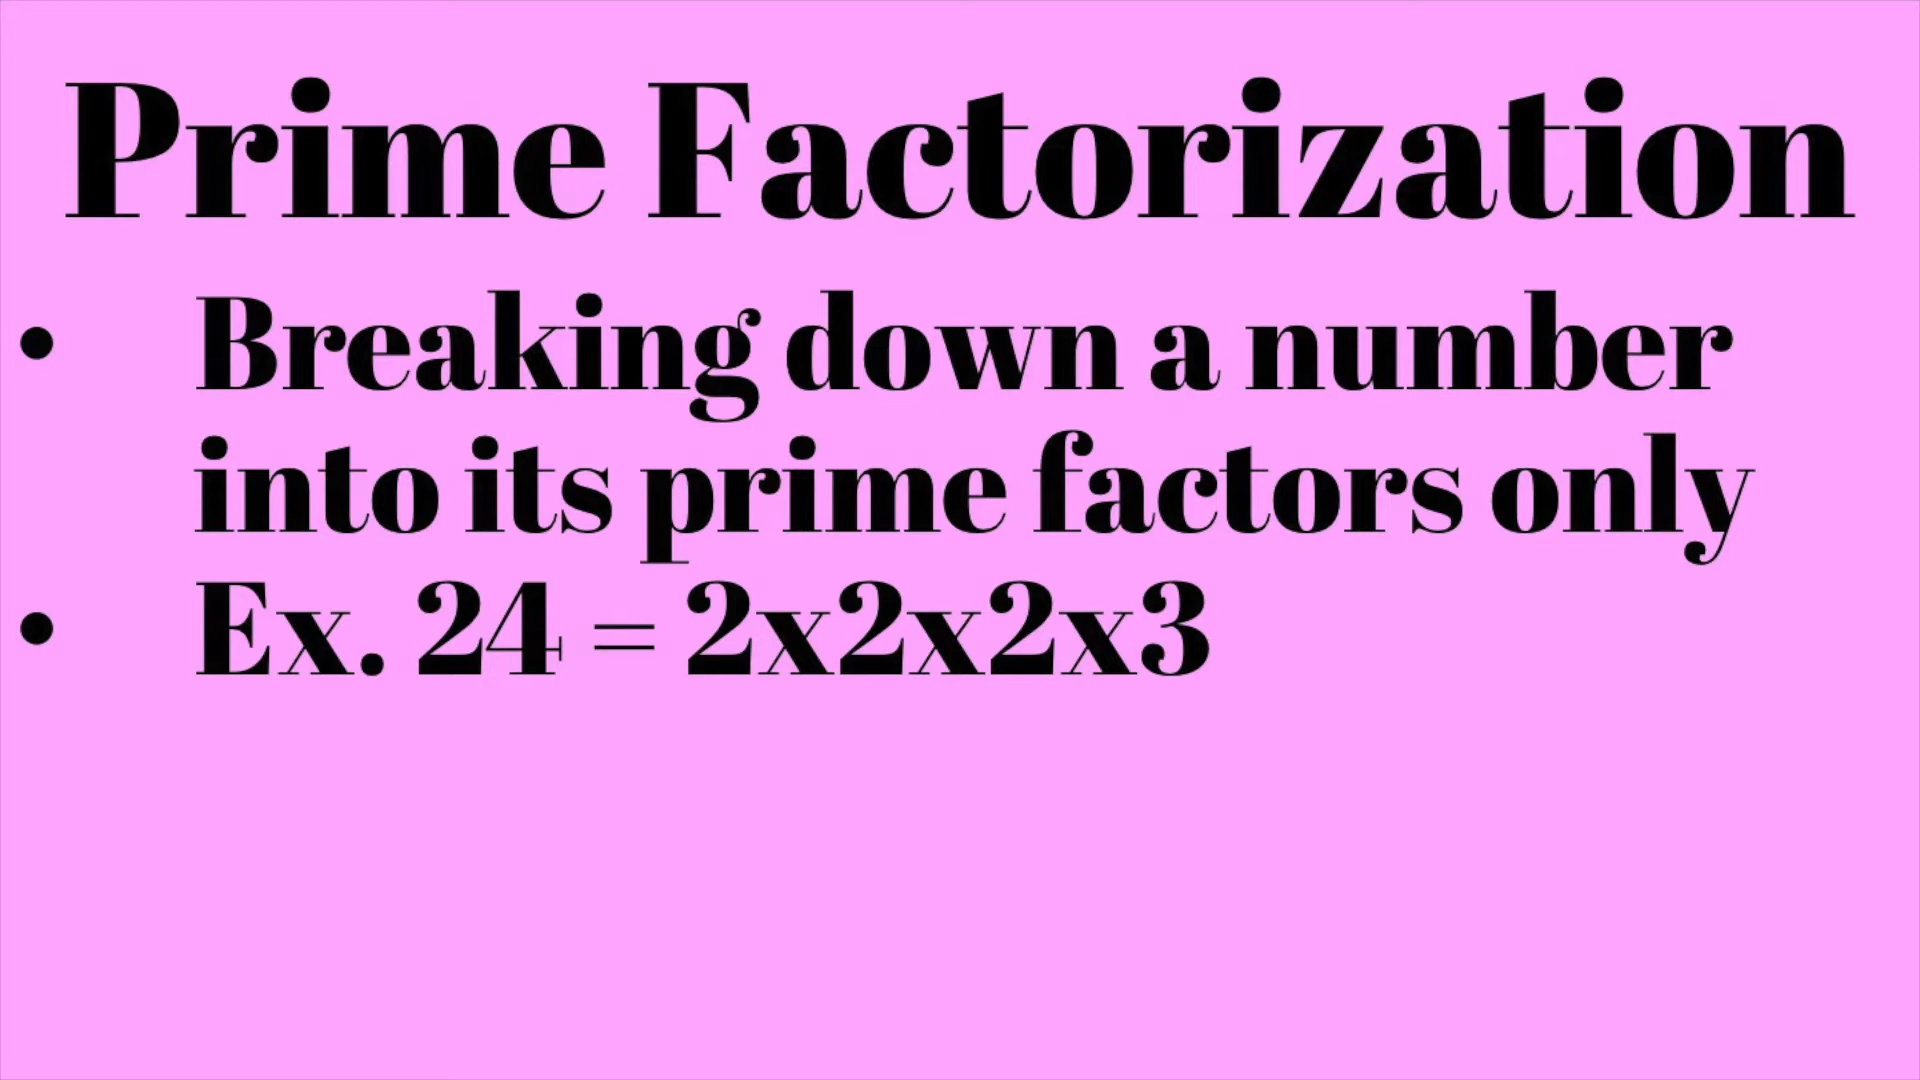 Prime Factorization
• Breaking down a number
into its prime factors only
• Ex. 24 = 2x2x2x3